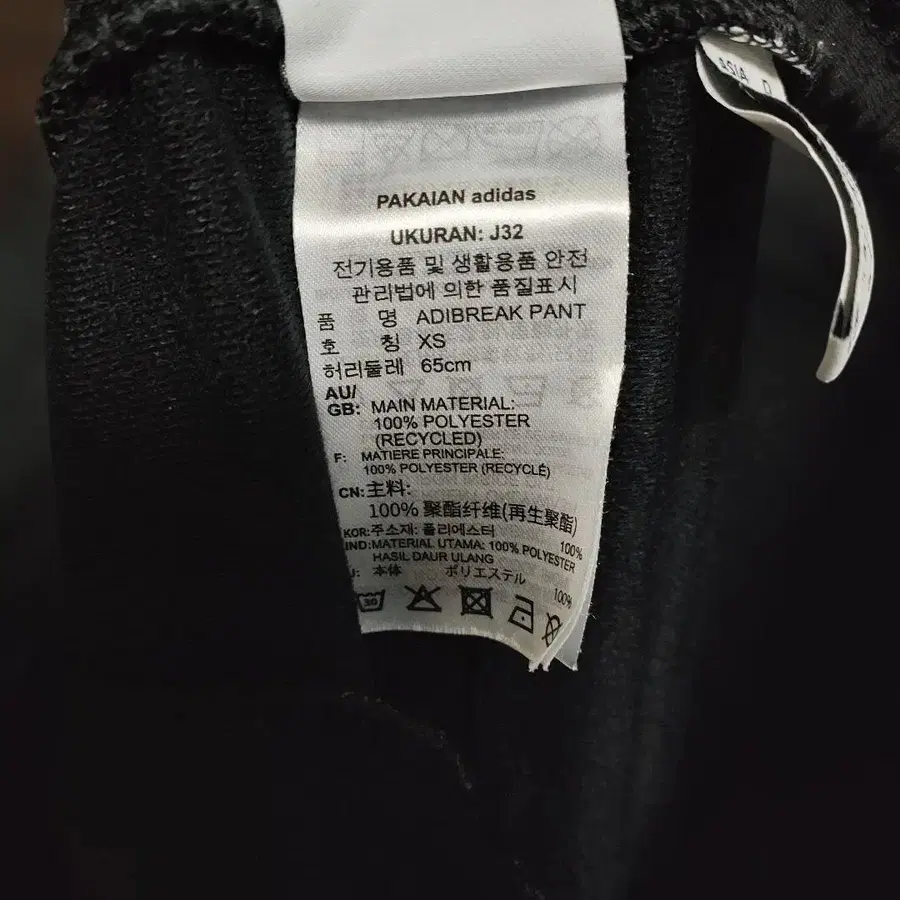 ASIA
PAKAIAN adidas
UKURAN: J32
전기용품 및 생활용품 안전
관리법에 의한 품질표시
품 명 ADIBREAK PANT
호 칭 XS
허리둘레 65cm
AU/
GB: MAIN MATERIAL:
100% POLYESTER
(RECYCLED)
F: MATIERE PRINCIPALE:
100% POLYESTER (RECYCLÉ)
CN:主料:
100% 聚酯纤维(再生聚酯)
KOR:주소재: 폴리에스터 100%
IND:MATERIAL UTAMA: 100% POLYESTER
HASIL DAUR ULANG
本体 ポリエステル 100%
30